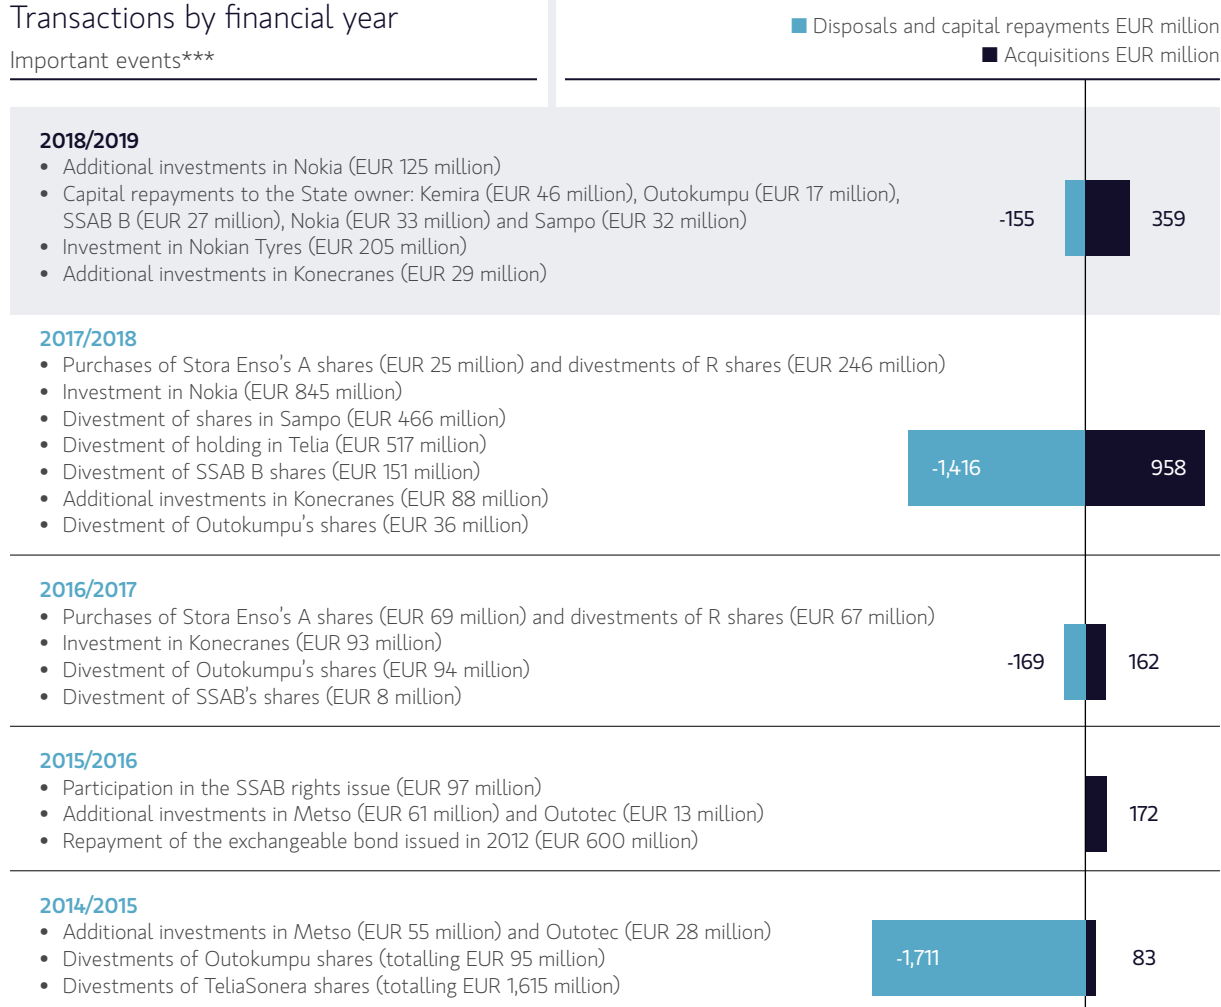 Transactions by financial year
Important events***
■ Disposals and capital repayments EUR million
■ Acquisitions EUR million
2018/2019
• Additional investments in Nokia (EUR 125 million)
• Capital repayments to the State owner: Kemira (EUR 46 million), Outokumpu (EUR 17 million),
SSAB B (EUR 27 million), Nokia (EUR 33 million) and Sampo (EUR 32 million)
• Investment in Nokian Tyres (EUR 205 million)
• Additional investments in Konecranes (EUR 29 million)
-155
359
2017/2018
• Purchases of Stora Enso’s A shares (EUR 25 million) and divestments of R shares (EUR 246 million)
• Investment in Nokia (EUR 845 million)
• Divestment of shares in Sampo (EUR 466 million)
• Divestment of holding in Telia (EUR 517 million)
• Divestment of SSAB B shares (EUR 151 million)
• Additional investments in Konecranes (EUR 88 million)
• Divestment of Outokumpu’s shares (EUR 36 million)
-1,416
958
2016/2017
• Purchases of Stora Enso’s A shares (EUR 69 million) and divestments of R shares (EUR 67 million)
• Investment in Konecranes (EUR 93 million)
• Divestment of Outokumpu’s shares (EUR 94 million)
• Divestment of SSAB’s shares (EUR 8 million)
-169
162
2015/2016
• Participation in the SSAB rights issue (EUR 97 million)
• Additional investments in Metso (EUR 61 million) and Outotec (EUR 13 million)
• Repayment of the exchangeable bond issued in 2012 (EUR 600 million)
172
2014/2015
• Additional investments in Metso (EUR 55 million) and Outotec (EUR 28 million)
• Divestments of Outokumpu shares (totalling EUR 95 million)
• Divestments of TeliaSonera shares (totalling EUR 1,615 million)
-1,711
83